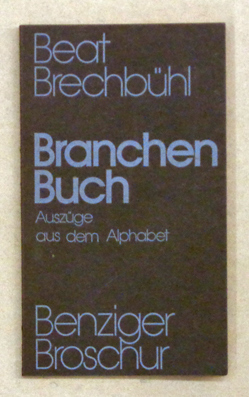 Beat
Brechbühl
Branchen
Buch
Auszüge
aus dem Alphabet
Benziger
Broschur